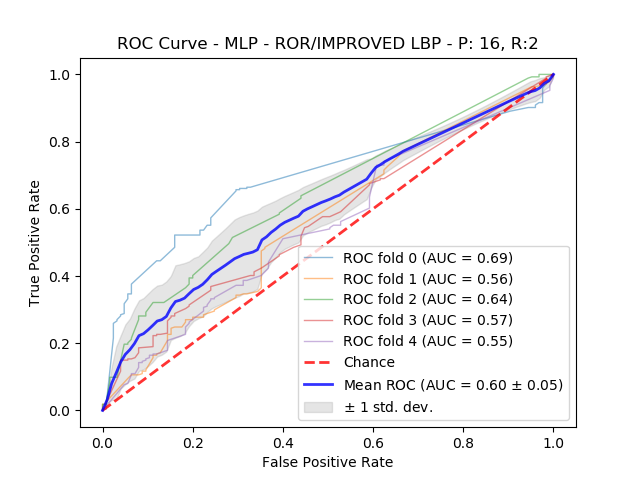 ROC Curve - MLP - ROR/IMPROVED LBP - P: 16, R:2
True Positive Rate
1.0
0.8
0.6
0.4
0.2
0.0
ROC fold 0 (AUC = 0.69)
ROC fold 1 (AUC = 0.56)
ROC fold 2 (AUC = 0.64)
ROC fold 3 (AUC = 0.57)
ROC fold 4 (AUC = 0.55)
Chance
Mean ROC (AUC = 0.60 ± 0.05)
± 1 std. dev.
0.0 0.2 0.4 0.6 0.8 1.0
False Positive Rate